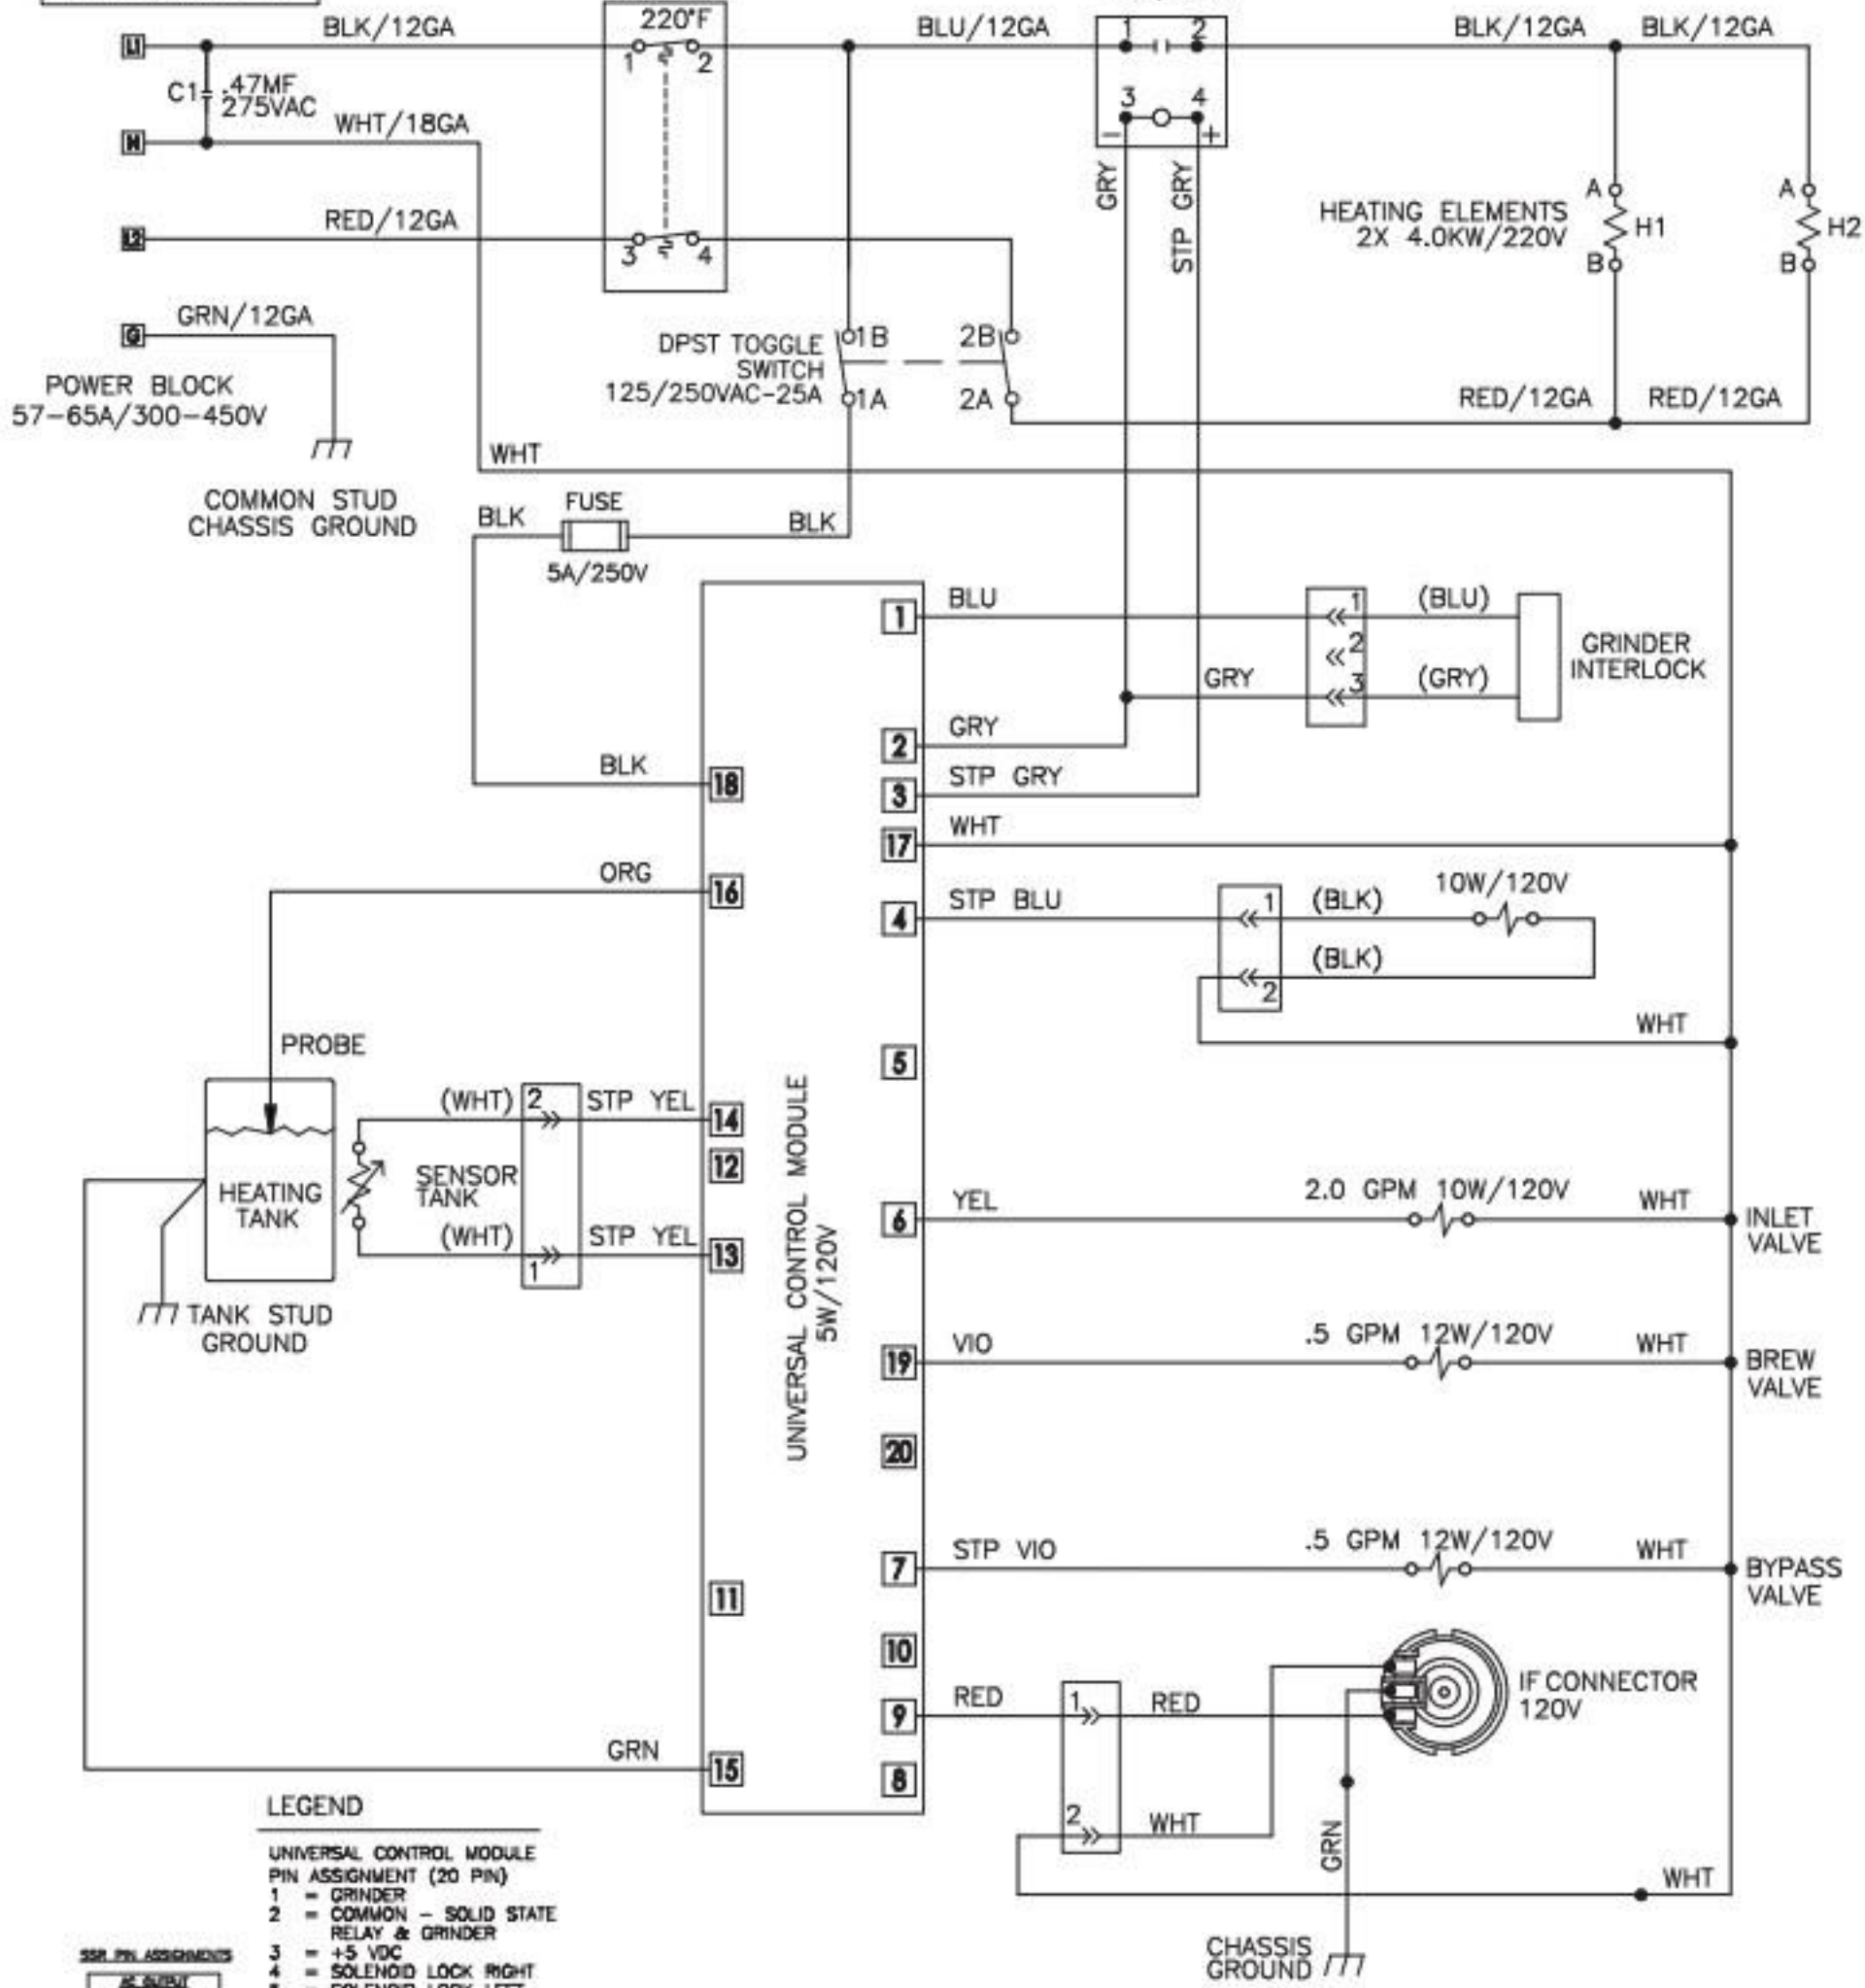 220°F
BLK/12GA
BLU/12GA
BLK/12GA
BLK/12GA
L1
1
2
1
2
C1
.47MF
275VAC
3
4
N
WHT/18GA
-
+
GRY
STP GRY
HEATING ELEMENTS
2X 4.0KW/220V
A
H1
B
A
H2
B
L2
RED/12GA
3
4
G
GRN/12GA
POWER BLOCK
57-65A/300-450V
DPST TOGGLE
SWITCH
125/250VAC-25A
1B
1A
2B
2A
RED/12GA
RED/12GA
COMMON STUD
CHASSIS GROUND
WHT
BLK
FUSE
BLK
5A/250V
1
BLU
1
(BLU)
2
GRINDER
INTERLOCK
GRY
3
(GRY)
2
GRY
BLK
18
3
STP GRY
17
WHT
ORG
16
4
STP BLU
1
(BLK)
10W/120V
(BLK)
2
WHT
PROBE
5
(WHT)
2
STP YEL
14
12
HEATING
TANK
SENSOR
TANK
(WHT)
1
STP YEL
13
UNIVERSAL CONTROL MODULE
5W/120V
6
YEL
2.0 GPM 10W/120V
WHT
INLET
VALVE
TANK STUD
GROUND
19
VIO
.5 GPM 12W/120V
WHT
BREW
VALVE
20
7
STP VIO
.5 GPM 12W/120V
WHT
BYPASS
VALVE
11
10
9
RED
1
RED
IF CONNECTOR
120V
GRN
15
8
2
WHT
GRN
WHT
CHASSIS
GROUND
LEGEND
UNIVERSAL CONTROL MODULE
PIN ASSIGNMENT (20 PIN)
1 = GRINDER
2 = COMMON - SOLID STATE
RELAY & GRINDER
3 = +5 VDC
4 = SOLENOID LOCK RIGHT
SSR PIN ASSIGNMENTS
AC OUTPUT